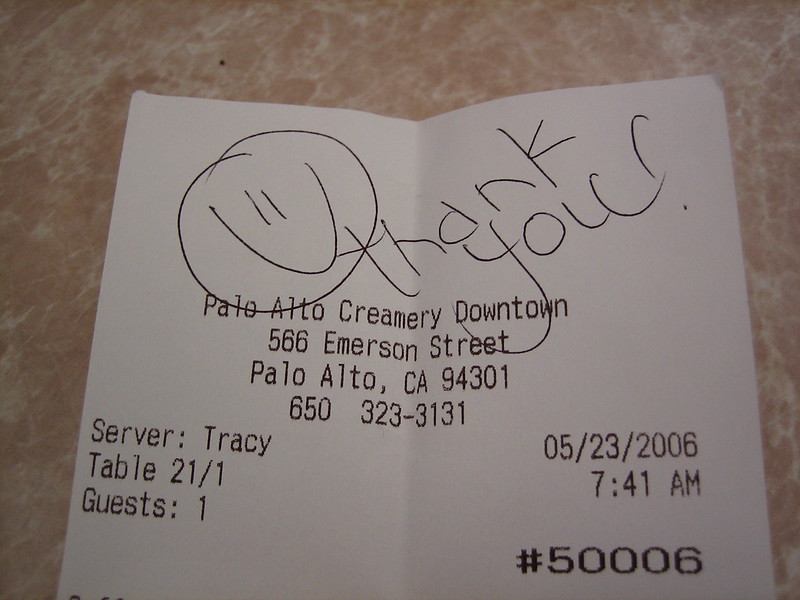 thank
you!
Palo Alto Creamery Downtown
566 Emerson Street
Palo Alto, CA 94301
650 323-3131
Server: Tracy
05/23/2006
Table 21/1
7:41 AM
Guests: 1
#50006